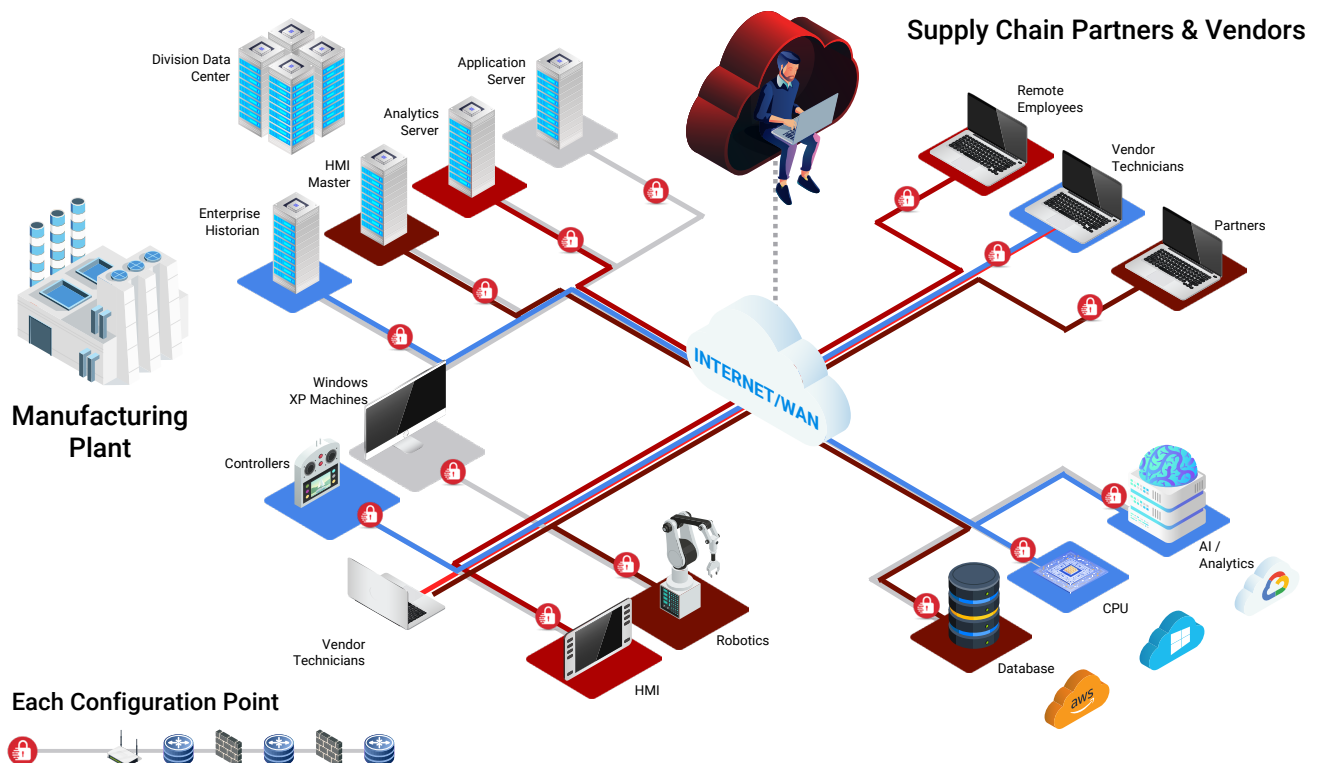 Supply Chain Partners & Vendors
Division Data
Center
Application
Server
Analytics
Server
HMI
Master
Enterprise
Historian
Remote
Employees
Vendor
Technicians
Partners
INTERNET/WAN
Manufacturing
Plant
Windows
XP Machines
Controllers
Vendor
Technicians
Robotics
HMI
AI /
Analytics
CPU
Database
aws
Each Configuration Point